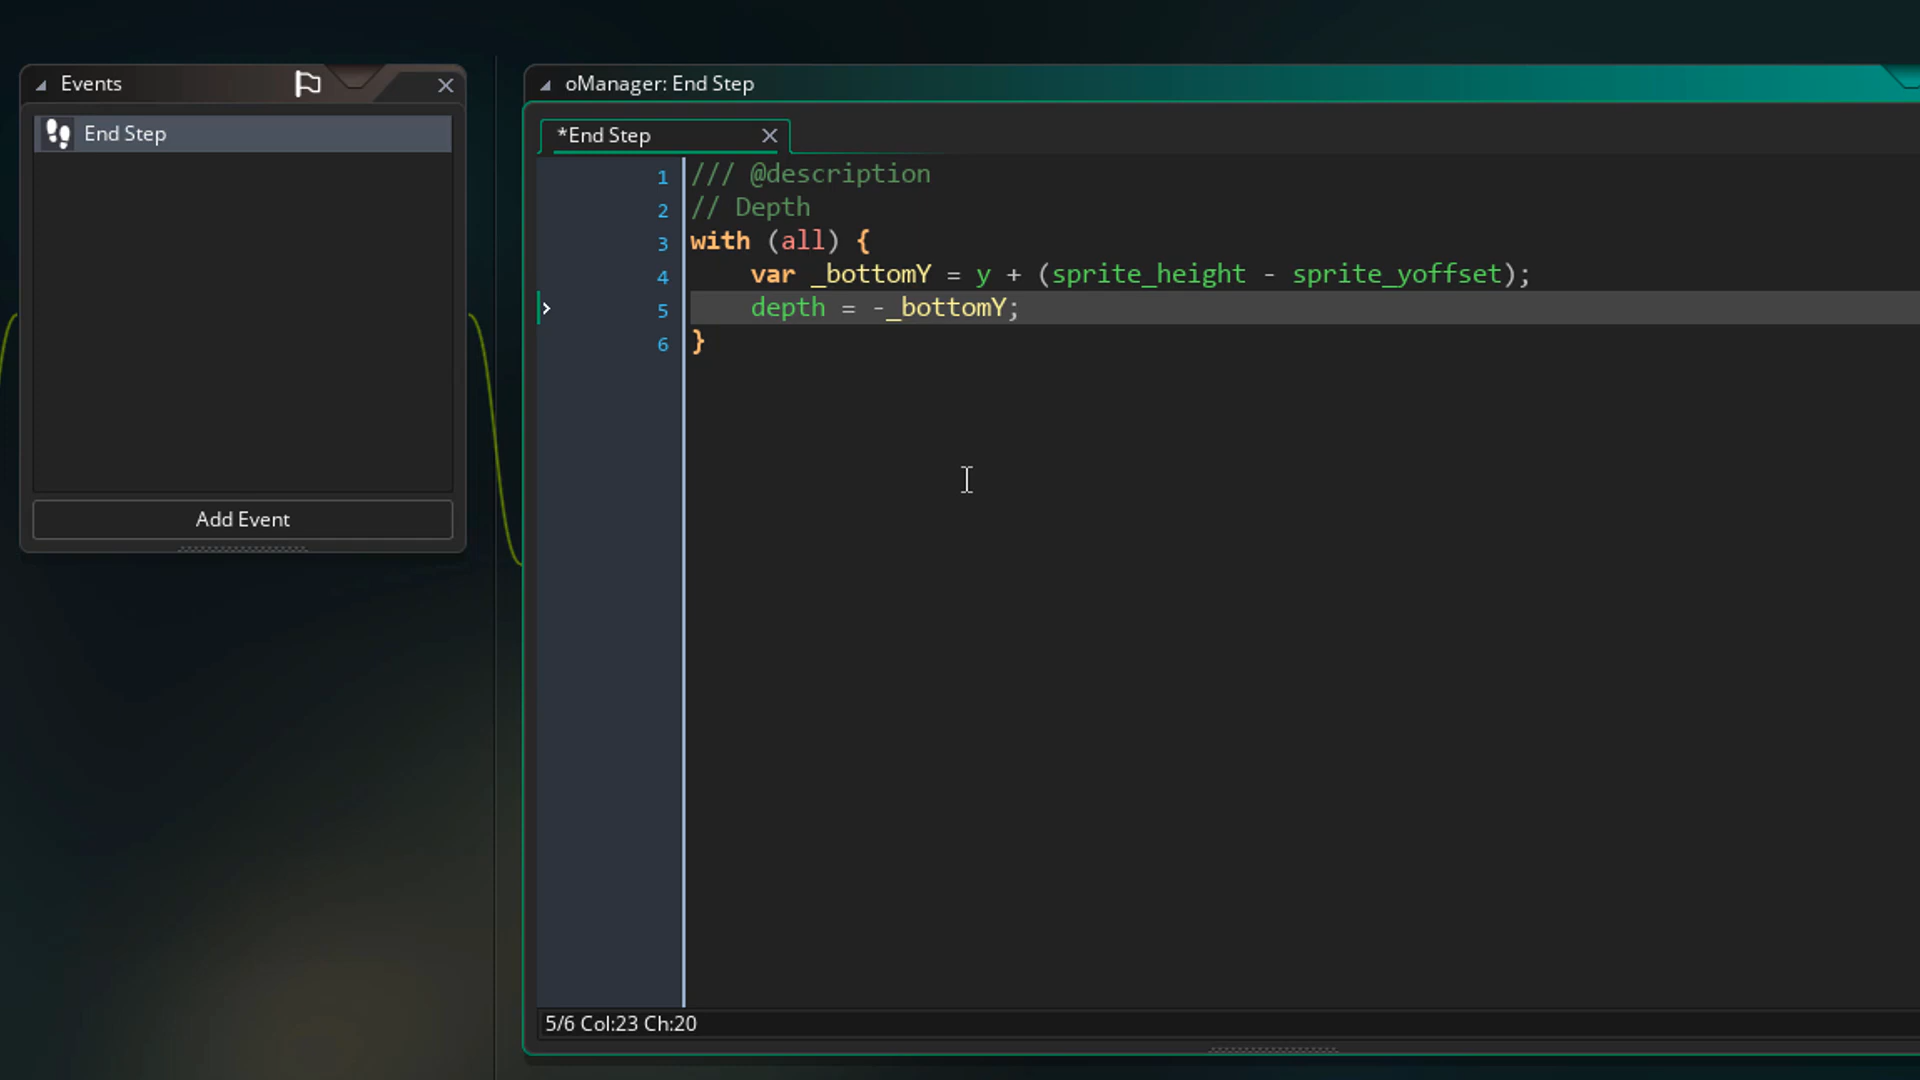 Events
End Step
Add Event
oManager: End Step
*End Step
1 /// @description
2 // Depth
3 with (all) {
4 var _bottomY = y + (sprite_height - sprite_yoffset);
5 depth = -_bottomY;
6 }
5/6 Col:23 Ch:20